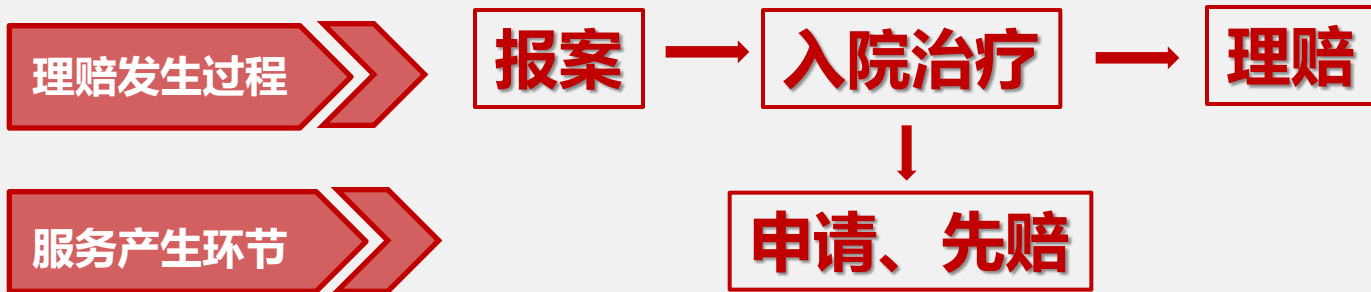 理赔发生过程
报案
入院治疗
理赔
服务产生环节
申请、先赔